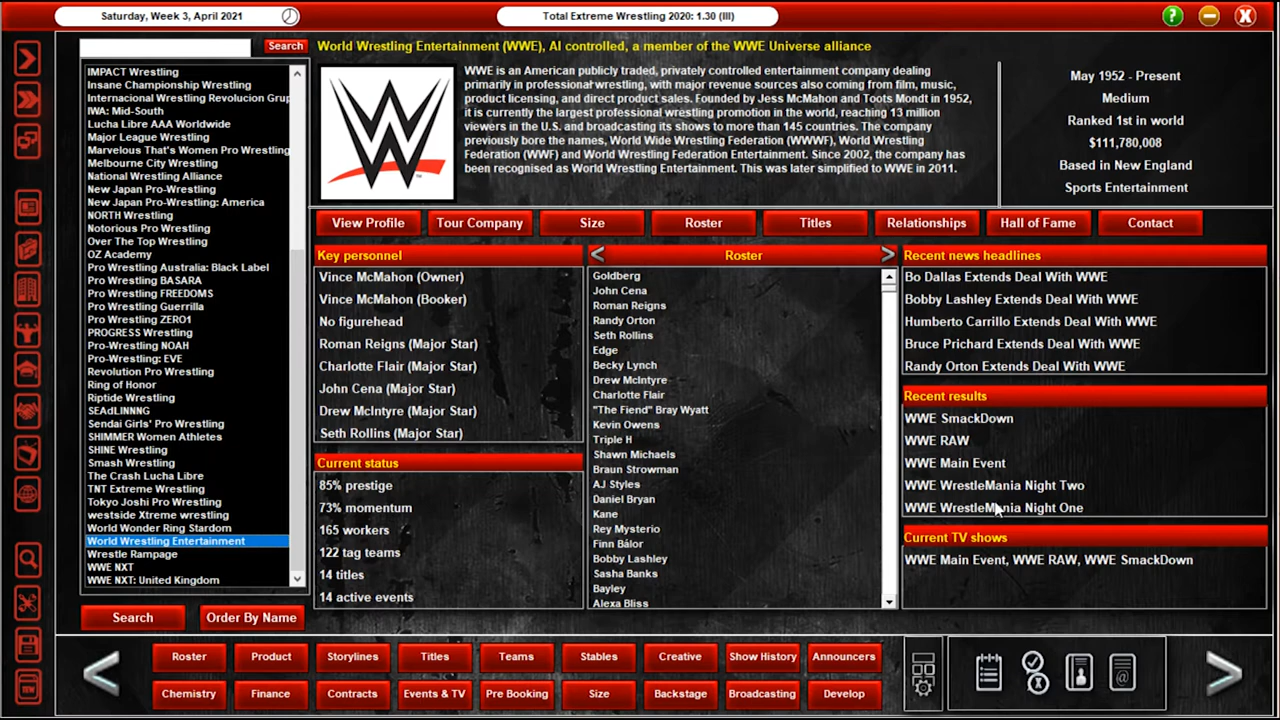 Saturday, Week 3, April 2021
Total Extreme Wrestling 2020: 1.30 (III)
Search
World Wrestling Entertainment (WWE), AI controlled, a member of the WWE Universe alliance
IMPACT Wrestling
Insane Championship Wrestling
Internacional Wrestling Revolucion Grup
IWA: Mid-South
Lucha Libre AAA Worldwide
Major League Wrestling
Marvelous That's Women Pro Wrestling
Melbourne City Wrestling
National Wrestling Alliance
New Japan Pro-Wrestling
New Japan Pro-Wrestling: America
NORTH Wrestling
Notorious Pro Wrestling
Over The Top Wrestling
OZ Academy
Pro Wrestling Australia: Black Label
Pro Wrestling BASARA
Pro Wrestling FREEDOMS
Pro Wrestling Guerrilla
Pro Wrestling ZERO1
PROGRESS Wrestling
Pro-Wrestling NOAH
Pro-Wrestling: EVE
Revolution Pro Wrestling
Ring of Honor
Riptide Wrestling
SEAdLINNNG
Sendai Girls' Pro Wrestling
SHIMMER Women Athletes
SHINE Wrestling
Smash Wrestling
The Crash Lucha Libre
TNT Extreme Wrestling
Tokyo Joshi Pro Wrestling
westside Xtreme wrestling
World Wonder Ring Stardom
World Wrestling Entertainment
Wrestle Rampage
WWE NXT
WWE NXT: United Kingdom
Search
Order By Name
WWE is an American publicly traded, privately controlled entertainment company dealing
primarily in professional wrestling, with major revenue sources also coming from film, music,
product licensing, and direct product sales. Founded by Jess McMahon and Toots Mondt in 1952,
it is currently the largest professional wrestling promotion in the world, reaching 13 million
viewers in the U.S. and broadcasting its shows to more than 145 countries. The company
previously bore the names, World Wide Wrestling Federation (WWWF), World Wrestling
Federation (WWF) and World Wrestling Federation Entertainment. Since 2002, the company has
been recognised as World Wrestling Entertainment. This was later simplified to WWE in 2011.
May 1952 - Present
Medium
Ranked 1st in world
$111,780,008
Based in New England
Sports Entertainment
View Profile
Tour Company
Size
Roster
Titles
Relationships
Hall of Fame
Contact
Key personnel
Vince McMahon (Owner)
Vince McMahon (Booker)
No figurehead
Roman Reigns (Major Star)
Charlotte Flair (Major Star)
John Cena (Major Star)
Drew McIntyre (Major Star)
Seth Rollins (Major Star)
Current status
85% prestige
73% momentum
165 workers
122 tag teams
14 titles
14 active events
Roster
Goldberg
John Cena
Roman Reigns
Randy Orton
Seth Rollins
Edge
Becky Lynch
Drew McIntyre
Charlotte Flair
"The Fiend" Bray Wyatt
Kevin Owens
Triple H
Shawn Michaels
Braun Strowman
AJ Styles
Daniel Bryan
Kane
Rey Mysterio
Finn Bálor
Bobby Lashley
Sasha Banks
Bayley
Alexa Bliss
Recent news headlines
Bo Dallas Extends Deal With WWE
Bobby Lashley Extends Deal With WWE
Humberto Carrillo Extends Deal With WWE
Bruce Prichard Extends Deal With WWE
Randy Orton Extends Deal With WWE
Recent results
WWE SmackDown
WWE RAW
WWE Main Event
WWE WrestleMania Night Two
WWE WrestleMania Night One
Current TV shows
WWE Main Event, WWE RAW, WWE SmackDown
Roster
Product
Storylines
Titles
Teams
Stables
Creative
Show History
Announcers
Chemistry
Finance
Contracts
Events & TV
Pre Booking
Size
Backstage
Broadcasting
Develop